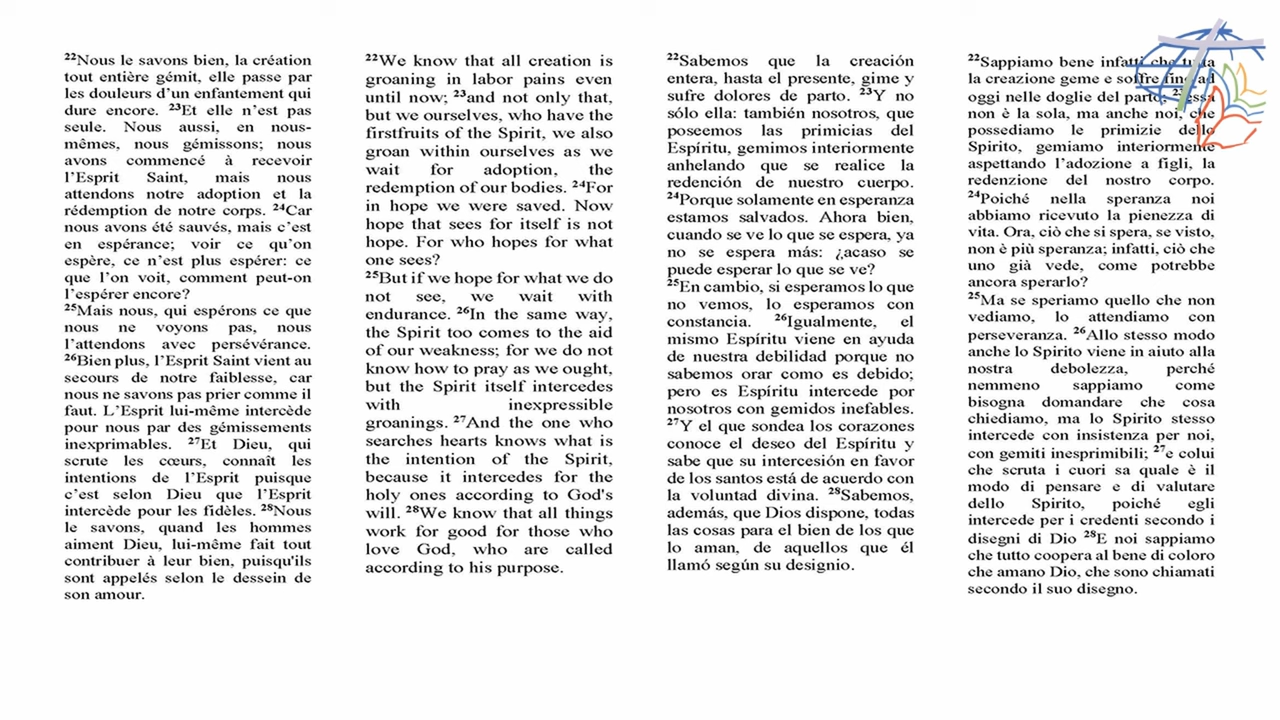 ²²Nous le savons bien, la création
tout entière gémit, elle passe par
les douleurs d’un enfantement qui
dure encore. ²³Et elle n’est pas
seule. Nous aussi, en nous-
mêmes, nous gémissons; nous
avons commencé à recevoir
l’Esprit Saint, mais nous
attendons notre adoption et la
rédemption de notre corps. ²⁴Car
nous avons été sauvés, mais c’est
en espérance; voir ce qu’on
espère, ce n’est plus espérer: ce
que l’on voit, comment peut-on
l’espérer encore?
²⁵Mais nous, qui espérons ce que
nous ne voyons pas, nous
l’attendons avec persévérance.
²⁶Bien plus, l’Esprit Saint vient au
secours de notre faiblesse, car
nous ne savons pas prier comme il
faut. L’Esprit lui-même intercède
pour nous par des gémissements
inexprimables. ²⁷Et Dieu, qui
scrute les cœurs, connaît les
intentions de l’Esprit puisque
c’est selon Dieu que l’Esprit
intercède pour les fidèles. ²⁸Nous
le savons, quand les hommes
aiment Dieu, lui-même fait tout
contribuer à leur bien, puisqu'ils
sont appelés selon le dessein de
son amour.
²²We know that all creation is
groaning in labor pains even
until now; ²³and not only that,
but we ourselves, who have the
firstfruits of the Spirit, we also
groan within ourselves as we
wait for adoption, the
redemption of our bodies. ²⁴For
in hope we were saved. Now
hope that sees for itself is not
hope. For who hopes for what
one sees?
²⁵But if we hope for what we do
not see, we wait with
endurance. ²⁶In the same way,
the Spirit too comes to the aid
of our weakness; for we do not
know how to pray as we ought,
but the Spirit itself intercedes
with inexpressible
groanings. ²⁷And the one who
searches hearts knows what is
the intention of the Spirit,
because it intercedes for the
holy ones according to God's
will. ²⁸We know that all things
work for good for those who
love God, who are called
according to his purpose.
²²Sabemos que la creación
entera, hasta el presente, gime y
sufre dolores de parto. ²³Y no
sólo ella: también nosotros, que
poseemos las primicias del
Espíritu, gemimos interiormente
anhelando que se realice la
redención de nuestro cuerpo.
²⁴Porque solamente en esperanza
estamos salvados. Ahora bien,
cuando se ve lo que se espera, ya
no se espera más: ¿acaso se
puede esperar lo que se ve?
²⁵En cambio, si esperamos lo que
no vemos, lo esperamos con
constancia. ²⁶Igualmente, el
mismo Espíritu viene en ayuda
de nuestra debilidad porque no
sabemos orar como es debido;
pero es Espíritu intercede por
nosotros con gemidos inefables.
²⁷Y el que sondea los corazones
conoce el deseo del Espíritu y
sabe que su intercesión en favor
de los santos está de acuerdo con
la voluntad divina. ²⁸Sabemos,
además, que Dios dispone, todas
las cosas para el bien de los que
lo aman, de aquellos que él
llamó según su designio.
²²Sappiamo bene infatti che tutta
la creazione geme e soffre fino ad
oggi nelle doglie del parto; ²³essa
non è la sola, ma anche noi, che
possediamo le primizie dello
Spirito, gemiamo interiormente
aspettando l’adozione a figli, la
redenzione del nostro corpo.
²⁴Poiché nella speranza noi
abbiamo ricevuto la pienezza di
vita. Ora, ciò che si spera, se visto,
non è più speranza; infatti, ciò che
uno già vede, come potrebbe
ancora sperarlo?
²⁵Ma se speriamo quello che non
vediamo, lo attendiamo con
perseveranza. ²⁶Allo stesso modo
anche lo Spirito viene in aiuto alla
nostra debolezza, perché
nemmeno sappiamo come
bisogna domandare che cosa
chiediamo, ma lo Spirito stesso
intercede con insistenza per noi,
con gemiti inesprimibili; ²⁷e colui
che scruta i cuori sa quale è il
modo di pensare e di valutare
dello Spirito, poiché egli
intercede per i credenti secondo i
disegni di Dio ²⁸E noi sappiamo
che tutto coopera al bene di coloro
che amano Dio, che sono chiamati
secondo il suo disegno.